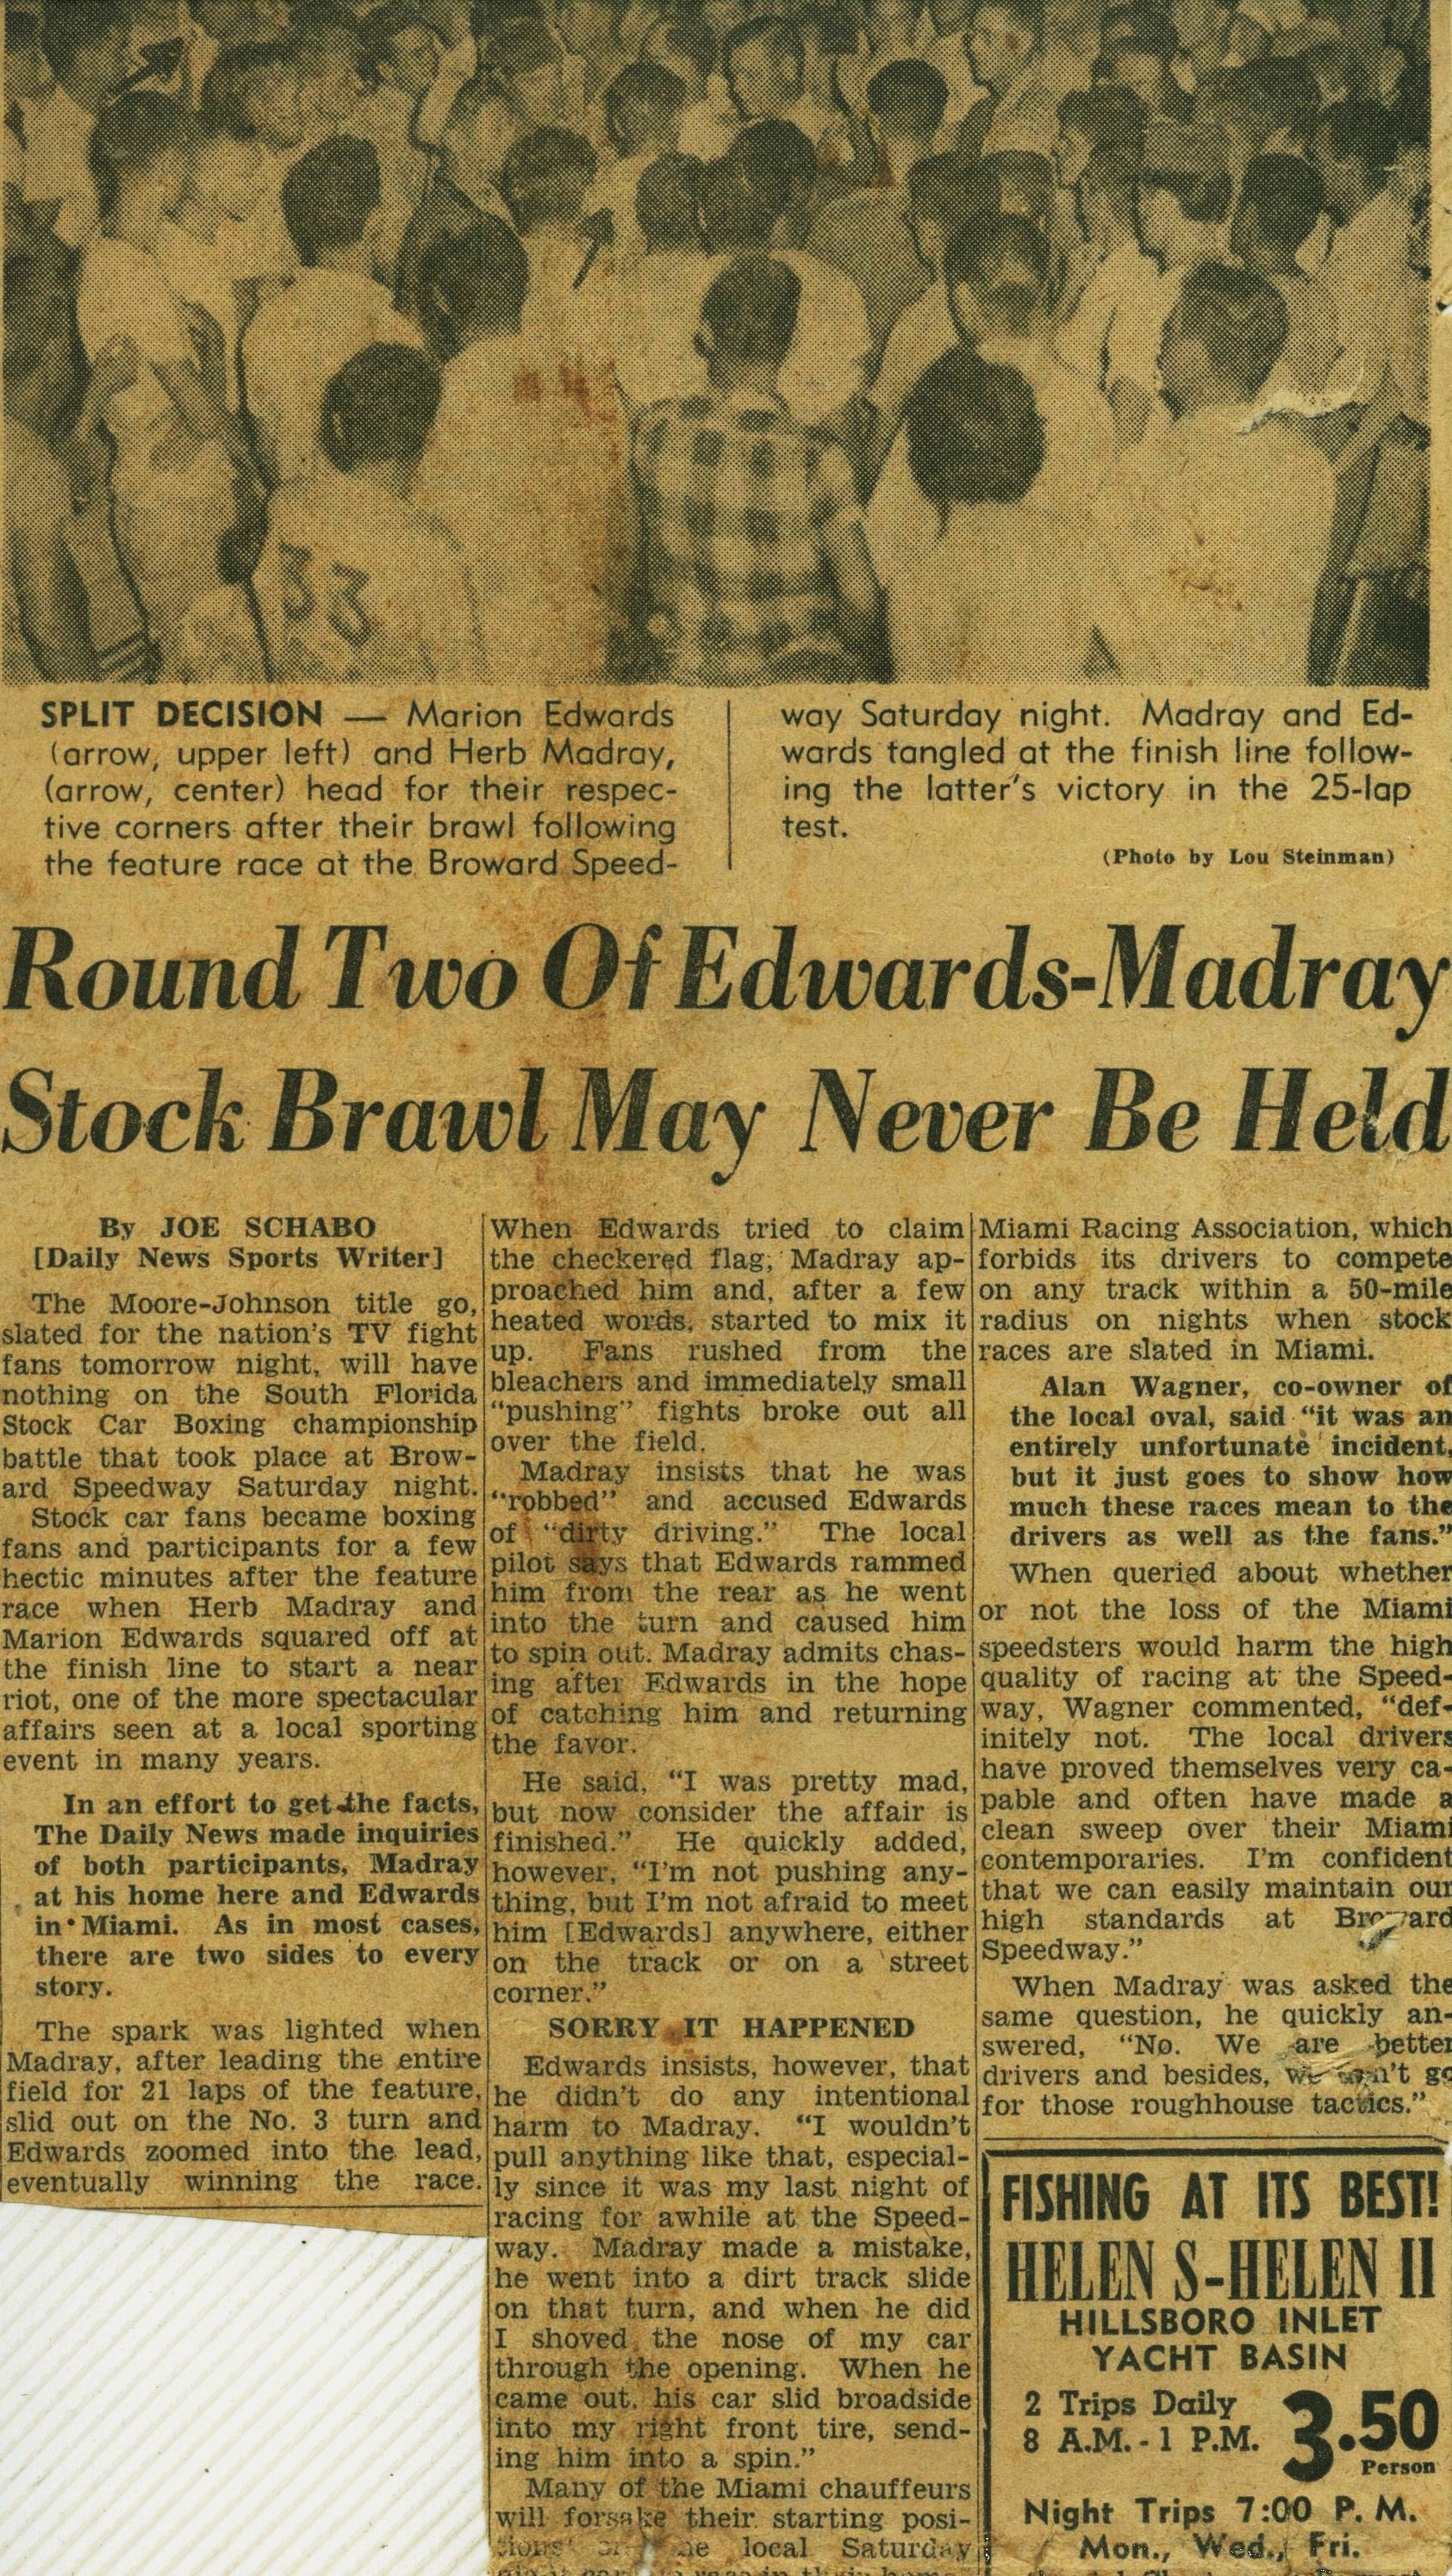 33
SPLIT DECISION — Marion Edwards
(arrow, upper left) and Herb Madray,
(arrow, center) head for their respec-
tive corners after their brawl following
the feature race at the Broward Speed-
way Saturday night. Madray and Ed-
wards tangled at the finish line follow-
ing the latter's victory in the 25-lap
test.
(Photo by Lou Steinman)
Round Two Of Edwards-Madray
Stock Brawl May Never Be Held
By JOE SCHABO
[Daily News Sports Writer]
The Moore-Johnson title go,
slated for the nation's TV fight
fans tomorrow night, will have
nothing on the South Florida
Stock Car Boxing championship
battle that took place at Brow-
ard Speedway Saturday night.
Stock car fans became boxing
fans and participants for a few
hectic minutes after the feature
race when Herb Madray and
Marion Edwards squared off at
the finish line to start a near
riot, one of the more spectacular
affairs seen at a local sporting
event in many years.
In an effort to get the facts,
The Daily News made inquiries
of both participants, Madray
at his home here and Edwards
in Miami. As in most cases,
there are two sides to every
story.
The spark was lighted when
Madray, after leading the entire
field for 21 laps of the feature,
slid out on the No. 3 turn and
Edwards zoomed into the lead,
eventually winning the race.
When Edwards tried to claim
the checkered flag, Madray ap-
proached him and, after a few
heated words, started to mix it
up. Fans rushed from the
bleachers and immediately small
"pushing" fights broke out all
over the field.
Madray insists that he was
"robbed" and accused Edwards
of "dirty driving." The local
pilot says that Edwards rammed
him from the rear as he went
into the turn and caused him
to spin out. Madray admits chas-
ing after Edwards in the hope
of catching him and returning
the favor.
He said, "I was pretty mad,
but now consider the affair is
finished." He quickly added,
however, "I'm not pushing any-
thing, but I'm not afraid to meet
him [Edwards] anywhere, either
on the track or on a street
corner."
SORRY IT HAPPENED
Edwards insists, however, that
he didn't do any intentional
harm to Madray. "I wouldn't
pull anything like that, especial-
ly since it was my last night of
racing for awhile at the Speed-
way. Madray made a mistake,
he went into a dirt track slide
on that turn, and when he did
I shoved the nose of my car
through the opening. When he
came out, his car slid broadside
into my right front tire, send-
ing him into a spin."
Many of the Miami chauffeurs
will forsake their starting posi-
tions local Saturday
Miami Racing Association, which
forbids its drivers to compete
on any track within a 50-mile
radius on nights when stock
races are slated in Miami.
Alan Wagner, co-owner of
the local oval, said "it was an
entirely unfortunate incident,
but it just goes to show how
much these races mean to the
drivers as well as the fans."
When queried about whether
or not the loss of the Miami
speedsters would harm the high
quality of racing at the Speed-
way, Wagner commented, "def-
initely not. The local drivers
have proved themselves very ca-
pable and often have made a
clean sweep over their Miami
contemporaries. I'm confident
that we can easily maintain our
high standards at Broward
Speedway."
When Madray was asked the
same question, he quickly an-
swered, "No. We are better
drivers and besides, we don't go
for those roughhouse tactics."
FISHING AT ITS BEST!
HELEN S-HELEN II
HILLSBORO INLET
YACHT BASIN
2 Trips Daily
8 A.M. - 1 P.M.
3.50
Person
Night Trips 7:00 P. M.
Mon., Wed., Fri.